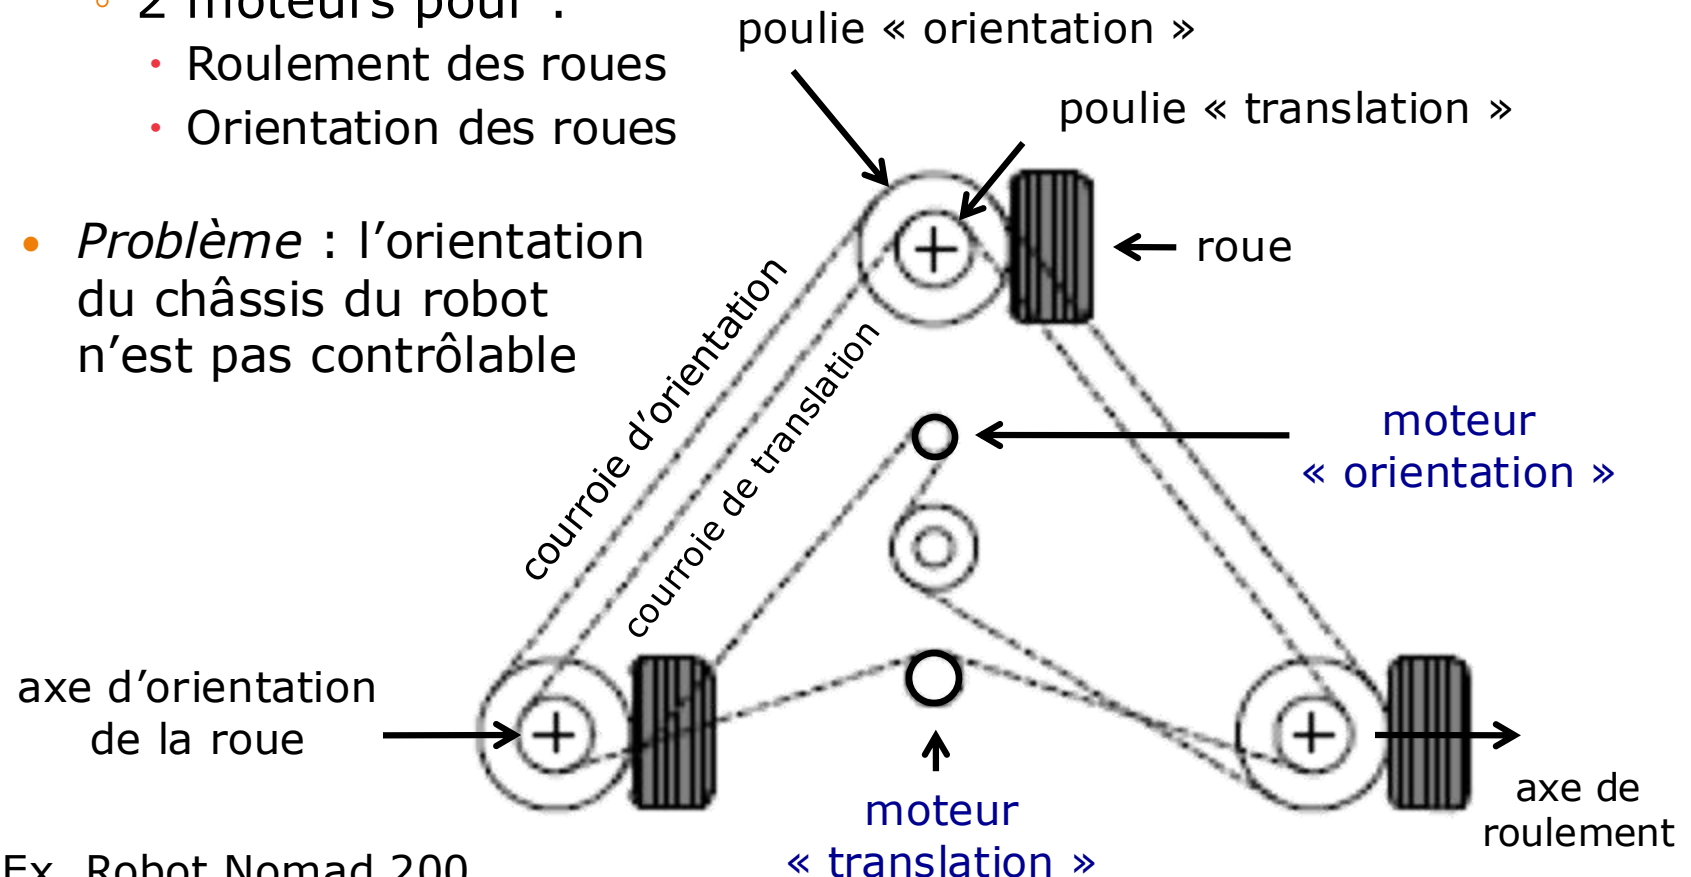 2 moteurs pour :
Roulement des roues
Orientation des roues
Problème : l’orientation
du châssis du robot
n’est pas contrôlable
poulie « orientation »
poulie « translation »
roue
courroie d’orientation
courroie de translation
moteur
« orientation »
axe d’orientation
de la roue
moteur
« translation »
axe de
roulement
Ex. Robot Nomad 200